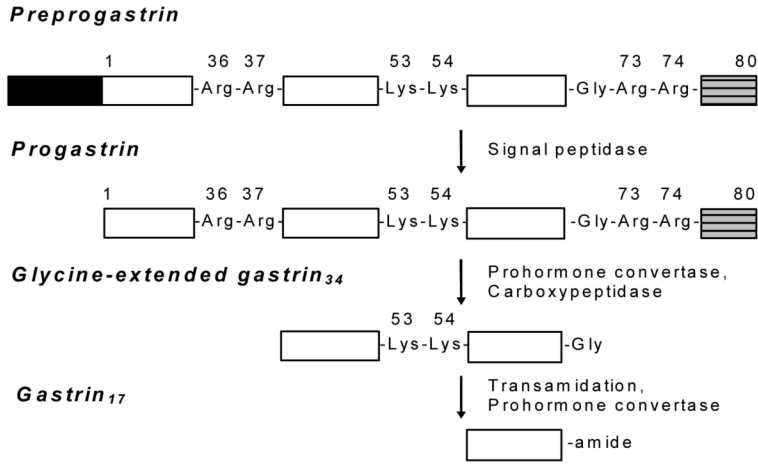 Preprogastrin
1 36 37 53 54 73 74 80
-Arg-Arg- -Lys-Lys- -Gly-Arg-Arg-
Signal peptidase
Progastrin
1 36 37 53 54 73 74 80
-Arg-Arg- -Lys-Lys- -Gly-Arg-Arg-
Glycine-extended gastrin34
Prohormone convertase,
Carboxypeptidase
53 54
-Lys-Lys- -Gly
Gastrin17
Transamidation,
Prohormone convertase
-amide